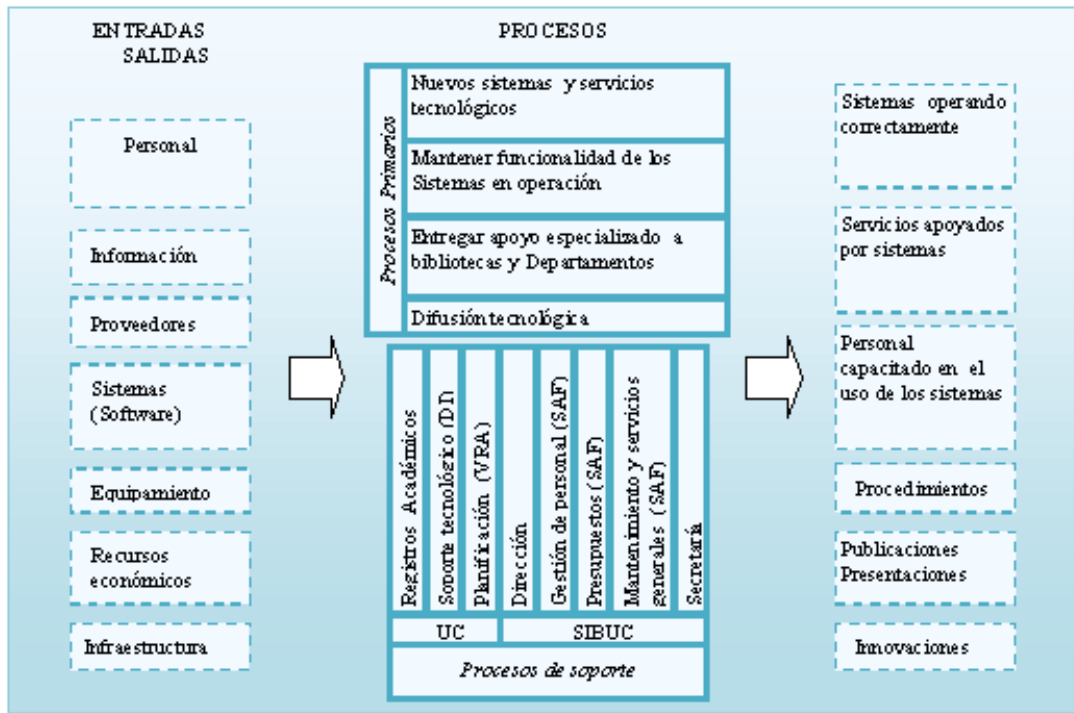 ENTRADAS
SALIDAS
PROCESOS
Personal
Información
Proveedores
Sistemas
(Software)
Equipamiento
Recursos
económicos
Infraestructura
Procesos Primarios
Nuevos sistemas y servicios
tecnológicos
Mantener funcionalidad de los
Sistemas en operación
Entregar apoyo especializado a
bibliotecas y Departamentos
Difusión tecnológica
Registros Académicos
Soporte tecnológico (DI)
Planificación (VRA)
Dirección
Gestión de personal (SAF)
Presupuestos (SAF)
Mantenimiento y servicios
generales (SAF)
Secretaría
UC
SIBUC
Procesos de soporte
Sistemas operando
correctamente
Servicios apoyados
por sistemas
Personal
capacitado en el
uso de los sistemas
Procedimientos
Publicaciones
Presentaciones
Innovaciones